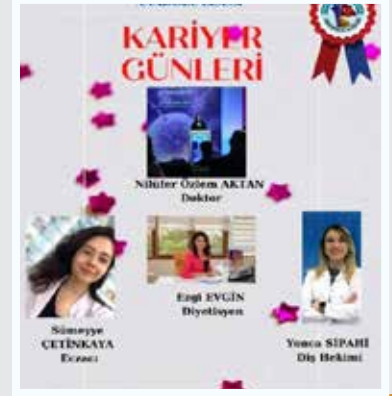 KARİYER
GÜNLERİ
Nilüfer Özlem AKTAN
Doktor
Ezgi EVGİN
Diyetisyen
Sümeyye
ÇETİNKAYA
Eczacı
Yonca SİPAHİ
Diş Hekimi